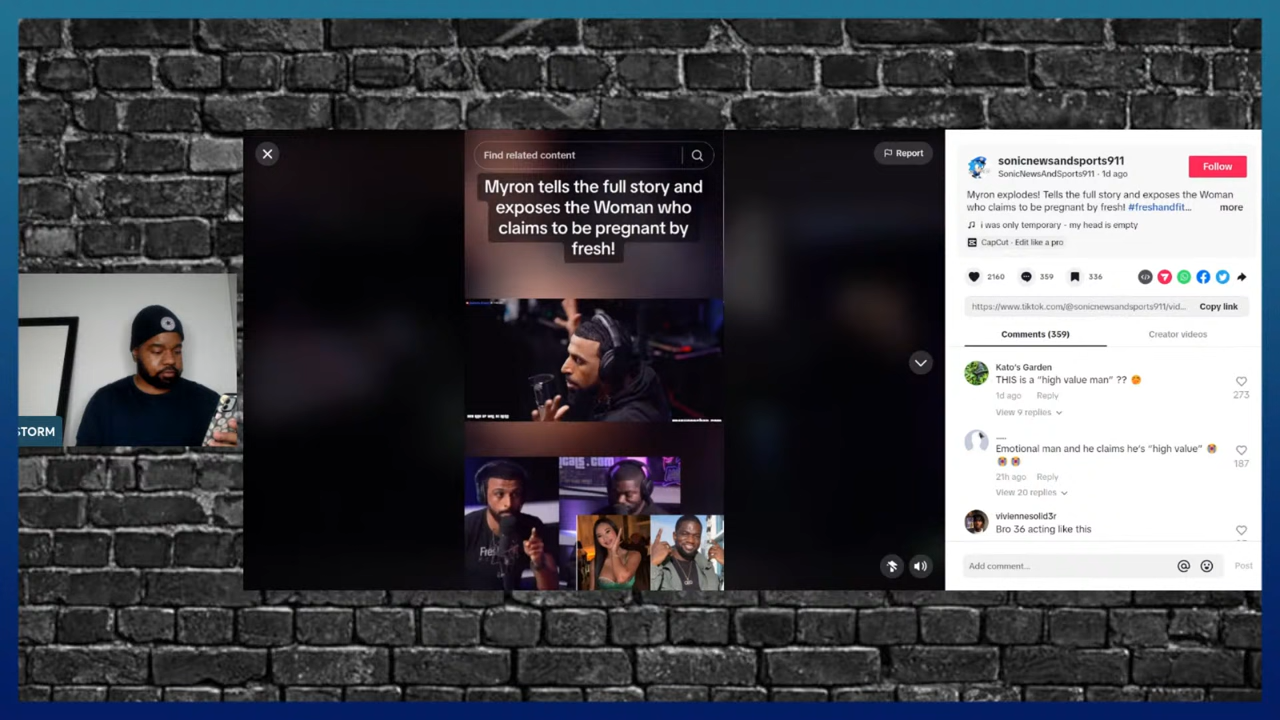 STORM
Find related content
Myron tells the full story and
exposes the Woman who
claims to be pregnant by
fresh!
icals.com
Fres
Report
sonicnewsandsports911
SonicNewsAndSports911 · 1d ago
Follow
Myron explodes! Tells the full story and exposes the Woman
who claims to be pregnant by fresh! #freshandfit...
more
i was only temporary - my head is empty
CapCut · Edit like a pro
2160
359
336
https://www.tiktok.com/@sonicnewsandsports911/vid...
Copy link
Comments (359)
Creator videos
Kato's Garden
THIS is a "high value man" ??
1d ago
Reply
273
View 9 replies
.....
Emotional man and he claims he's "high value"
187
21h ago
Reply
View 20 replies
viviennesolid3r
Bro 36 acting like this
Add comment...
@
Post